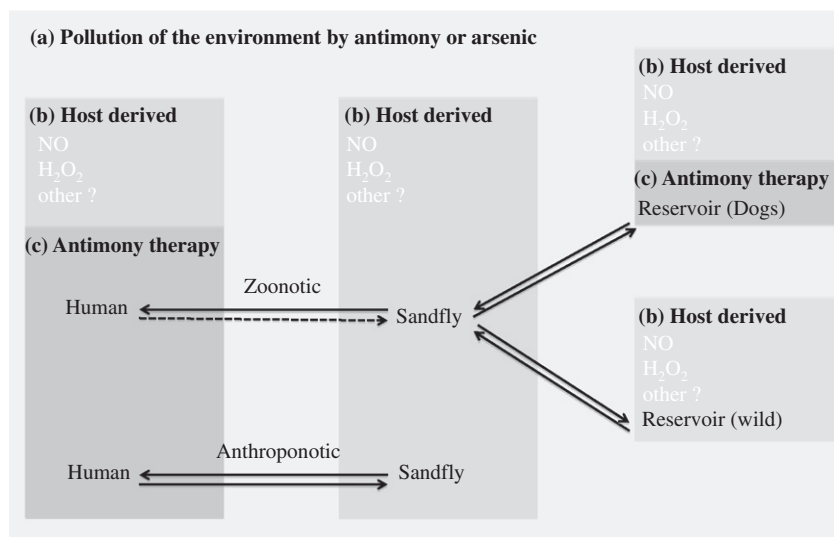 (a) Pollution of the environment by antimony or arsenic
(b) Host derived
NO
H₂O₂
other ?
(c) Antimony therapy
Human
Human
(b) Host derived
NO
H₂O₂
other ?
Zoonotic
Sandfly
Anthroponotic
Sandfly
(b) Host derived
NO
H₂O₂
other ?
(c) Antimony therapy
Reservoir (Dogs)
(b) Host derived
NO
H₂O₂
other ?
Reservoir (wild)